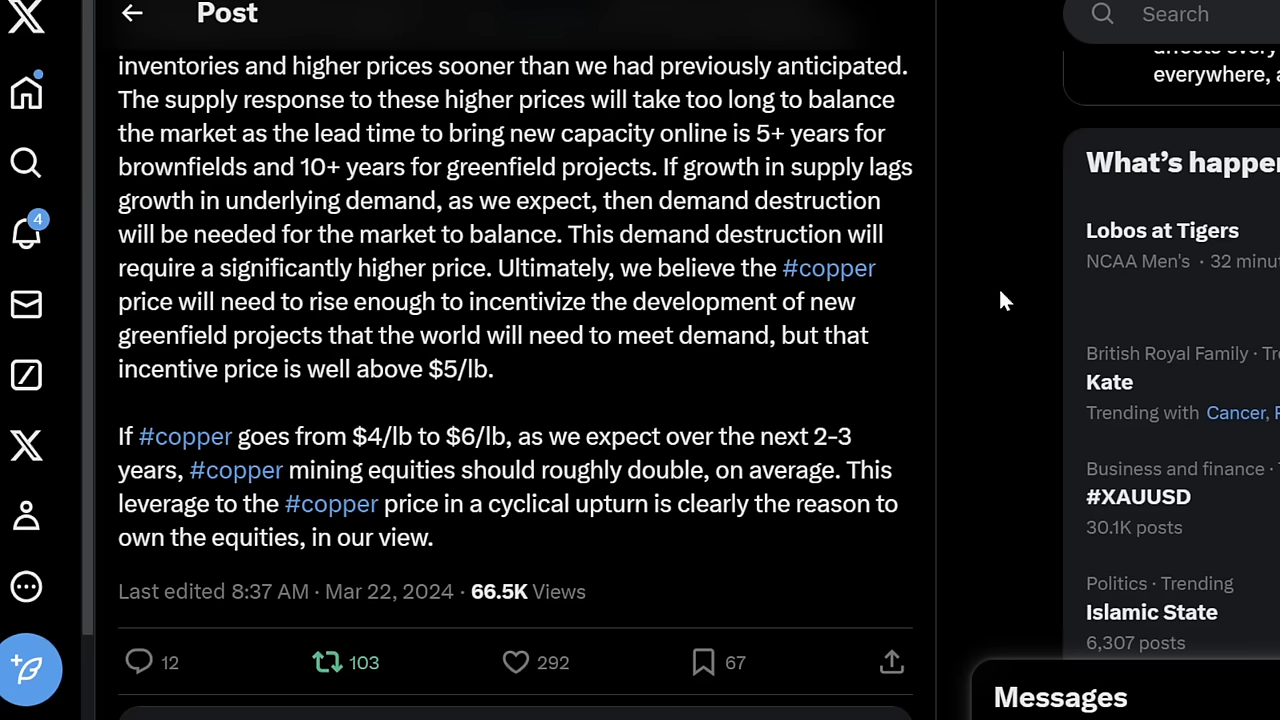 Post
Search
inventories and higher prices sooner than we had previously anticipated.
The supply response to these higher prices will take too long to balance
the market as the lead time to bring new capacity online is 5+ years for
brownfields and 10+ years for greenfield projects. If growth in supply lags
growth in underlying demand, as we expect, then demand destruction
will be needed for the market to balance. This demand destruction will
require a significantly higher price. Ultimately, we believe the #copper
price will need to rise enough to incentivize the development of new
greenfield projects that the world will need to meet demand, but that
incentive price is well above $5/lb.
If #copper goes from $4/lb to $6/lb, as we expect over the next 2-3
years, #copper mining equities should roughly double, on average. This
leverage to the #copper price in a cyclical upturn is clearly the reason to
own the equities, in our view.
Last edited 8:37 AM · Mar 22, 2024 · 66.5K Views
12 103 292 67
4
everywhere,
What's
Lobos at Tigers
NCAA Men's · 32
British Royal Family ·
Kate
Trending with Cancer,
Business and finance ·
#XAUUSD
30.1K posts
Politics · Trending
Islamic State
6,307 posts
Messages